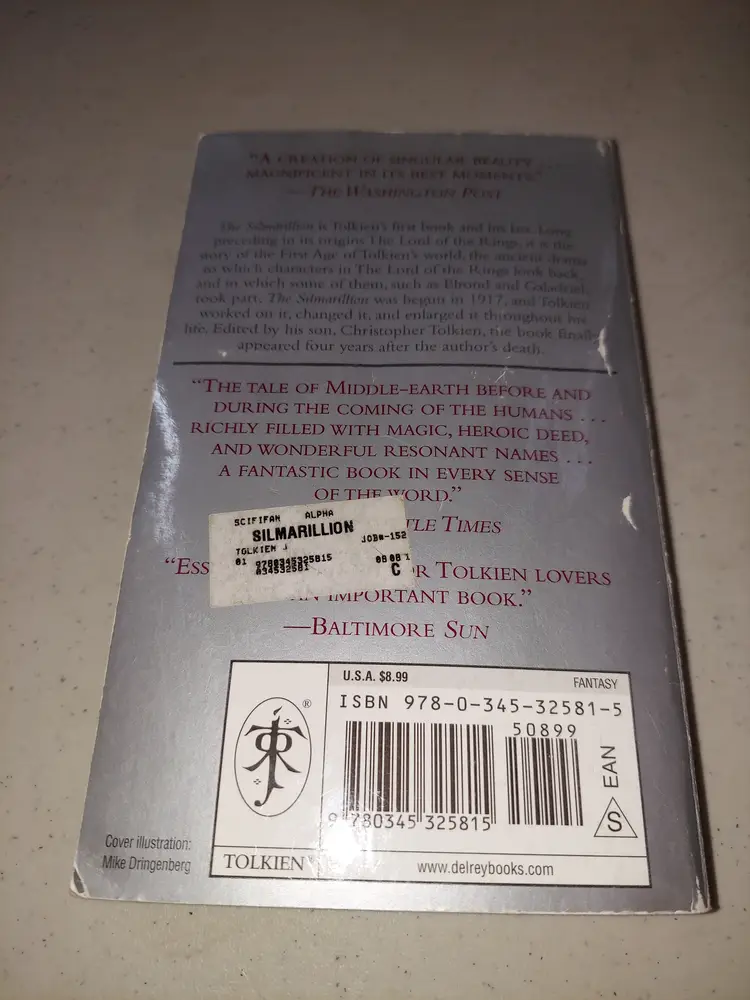 "A CREATION OF SINGULAR BEAUTY ....
MAGNIFICENT IN ITS BEST MOMENTS."
— THE WASHINGTON POST
The Silmarillion is Tolkien's first book and his last. Long
preceding in its origins The Lord of the Rings, it is the
story of the First Age of Tolkien's world, the ancient drama
to which characters in The Lord of the Rings look back,
and in which some of them, such as Elrond and Galadriel,
took part. The Silmarillion was begun in 1917, and Tolkien
worked on it, changed it, and enlarged it throughout his
life. Edited by his son, Christopher Tolkien, the book finally
appeared four years after the author's death.
"THE TALE OF MIDDLE-EARTH BEFORE AND
DURING THE COMING OF THE HUMANS ...
RICHLY FILLED WITH MAGIC, HEROIC DEED,
AND WONDERFUL RESONANT NAMES ...
A FANTASTIC BOOK IN EVERY SENSE
OF THE WORD."
TLE TIMES
SCIFIFAN ALPHA
SILMARILLION
TOLKIEN J JOB#-152
01 9780345325815
034532581 C
"ESS R TOLKIEN LOVERS
AN IMPORTANT BOOK."
—BALTIMORE SUN
U.S.A. $8.99 FANTASY
ISBN 978-0-345-32581-5
50899
EAN
S
9 780345 325815
®
TOLKIEN
www.delreybooks.com
Cover illustration:
Mike Dringenberg